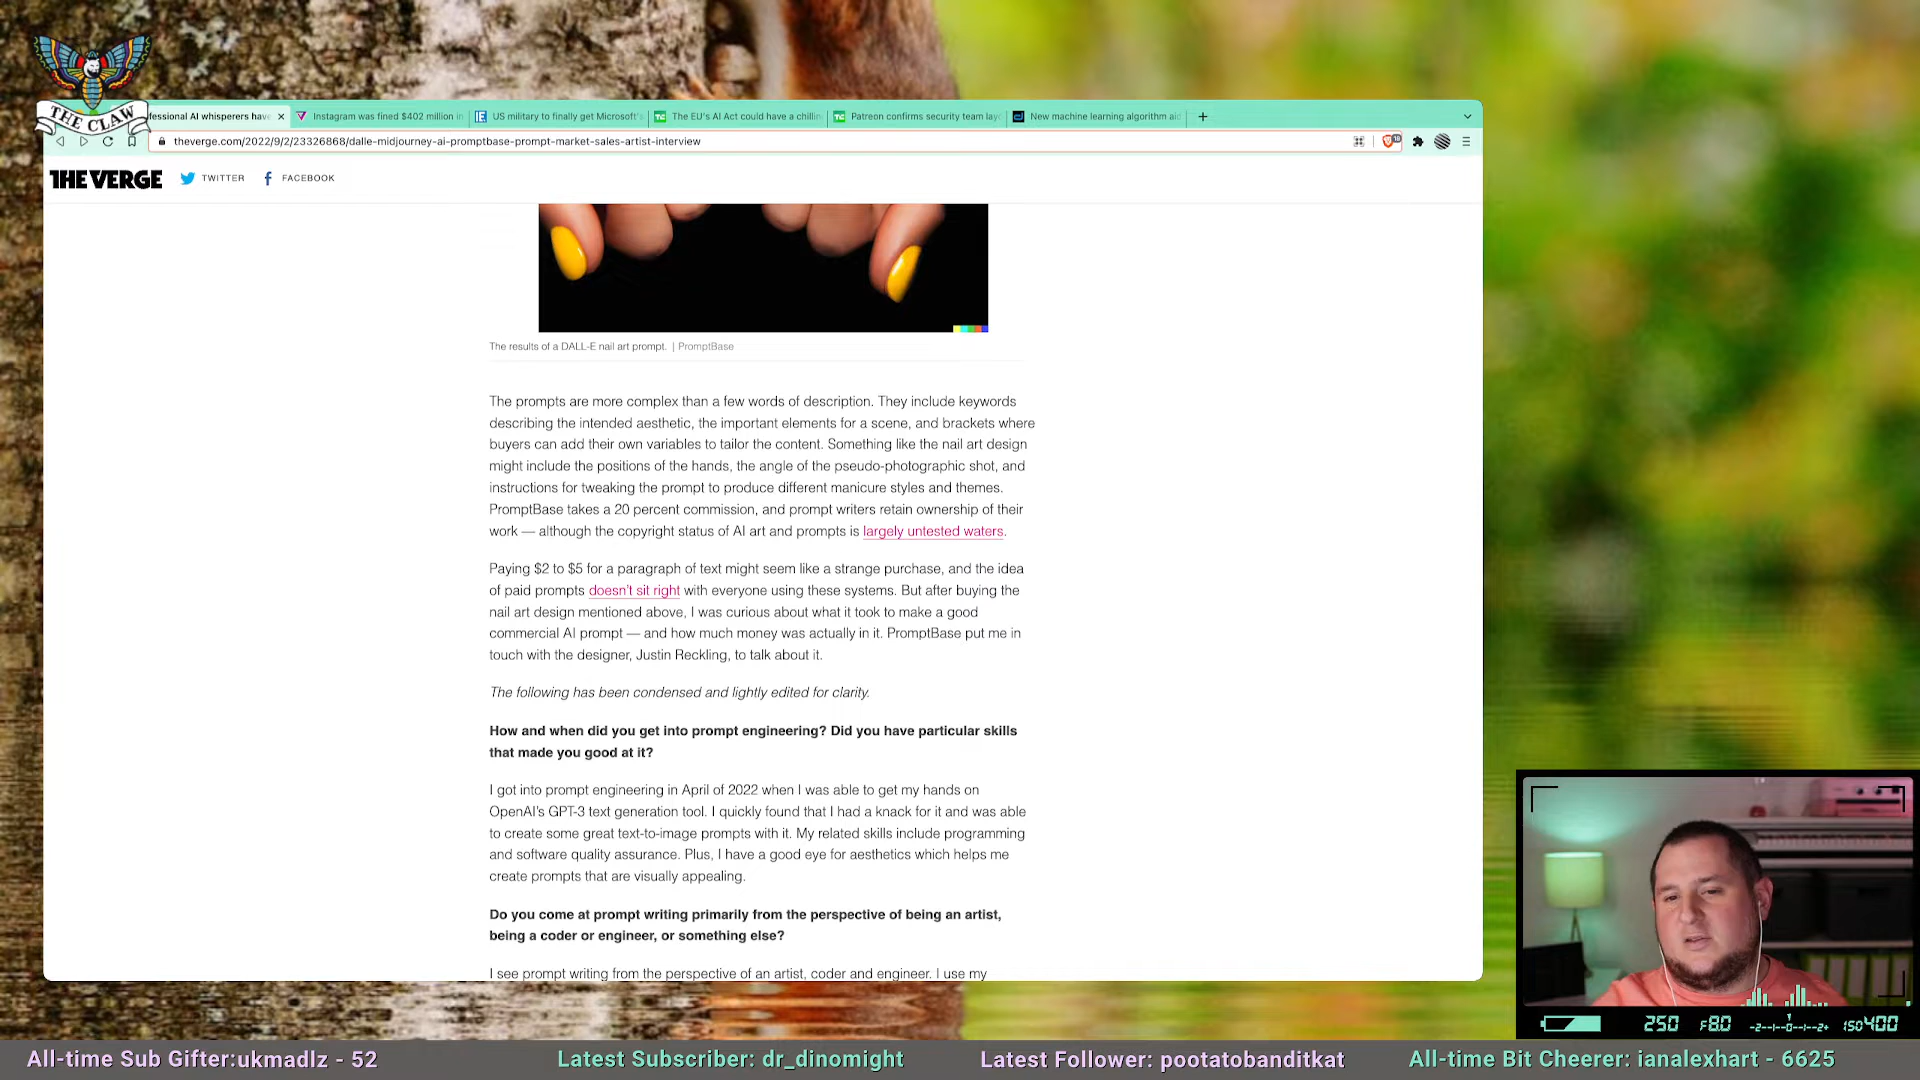 THE CLAW
fessional AI whisperers have
Instagram was fined $402 million in
US military to finally get Microsoft's
The EU's AI Act could have a chillin
Patreon confirms security team lay
New machine learning algorithm aid
theverge.com/2022/9/2/23326868/dalle-midjourney-ai-promptbase-prompt-market-sales-artist-interview
THE VERGE TWITTER FACEBOOK
The results of a DALL-E nail art prompt. | PromptBase
The prompts are more complex than a few words of description. They include keywords
describing the intended aesthetic, the important elements for a scene, and brackets where
buyers can add their own variables to tailor the content. Something like the nail art design
might include the positions of the hands, the angle of the pseudo-photographic shot, and
instructions for tweaking the prompt to produce different manicure styles and themes.
PromptBase takes a 20 percent commission, and prompt writers retain ownership of their
work — although the copyright status of AI art and prompts is largely untested waters.
Paying $2 to $5 for a paragraph of text might seem like a strange purchase, and the idea
of paid prompts doesn't sit right with everyone using these systems. But after buying the
nail art design mentioned above, I was curious about what it took to make a good
commercial AI prompt — and how much money was actually in it. PromptBase put me in
touch with the designer, Justin Reckling, to talk about it.
The following has been condensed and lightly edited for clarity.
How and when did you get into prompt engineering? Did you have particular skills
that made you good at it?
I got into prompt engineering in April of 2022 when I was able to get my hands on
OpenAI's GPT-3 text generation tool. I quickly found that I had a knack for it and was able
to create some great text-to-image prompts with it. My related skills include programming
and software quality assurance. Plus, I have a good eye for aesthetics which helps me
create prompts that are visually appealing.
Do you come at prompt writing primarily from the perspective of being an artist,
being a coder or engineer, or something else?
I see prompt writing from the perspective of an artist, coder and engineer. I use my
250 F8.0 -2--1--0--1--2+ ISO400
All-time Sub Gifter:ukmadlz - 52
Latest Subscriber: dr_dinomight
Latest Follower: pootatobanditkat
All-time Bit Cheerer: ianalexhart - 6625